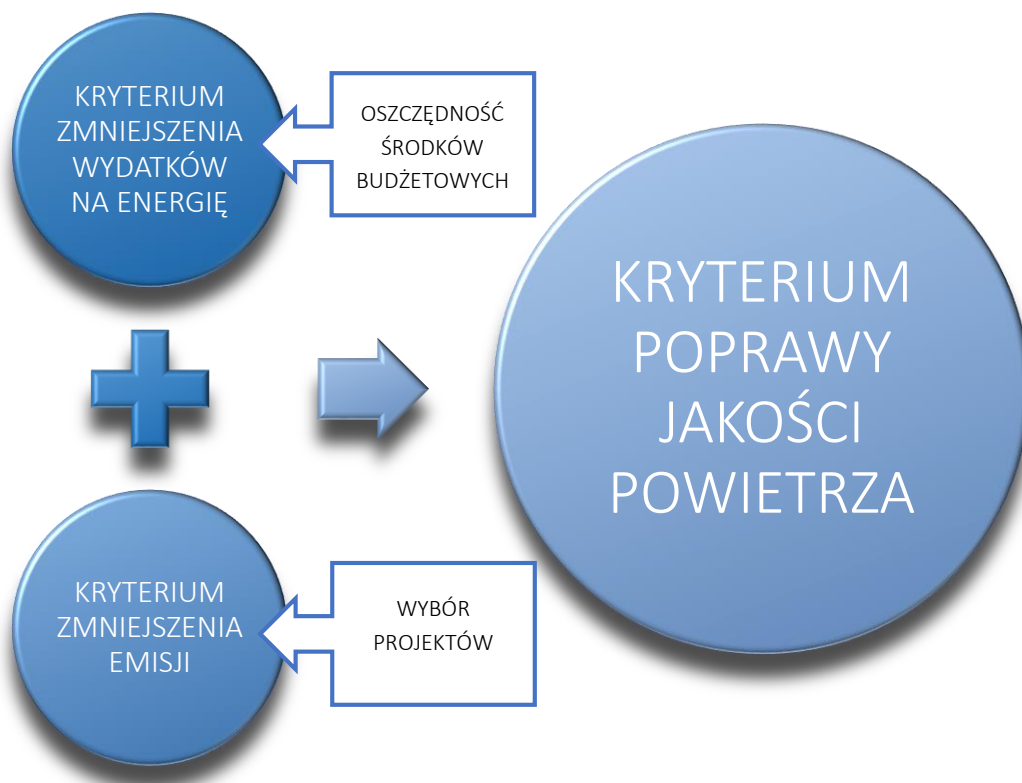 KRYTERIUM
ZMNIEJSZENIA
WYDATKÓW
NA ENERGIĘ
OSZCZĘDNOŚĆ
ŚRODKÓW
BUDŻETOWYCH
KRYTERIUM
ZMNIEJSZENIA
EMISJI
WYBÓR
PROJEKTÓW
KRYTERIUM
POPRAWY
JAKOŚCI
POWIETRZA